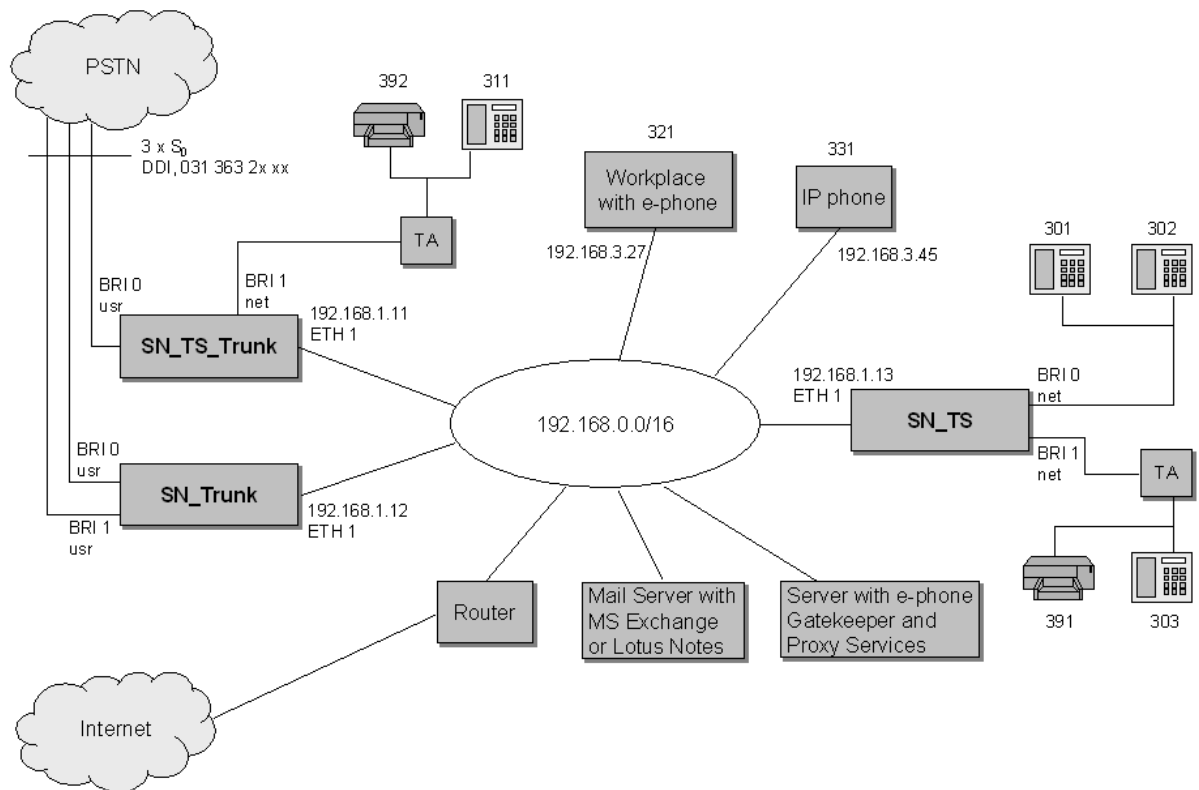 PSTN
3 x S0
DDI, 031 363 2x xx
392
311
TA
321
Workplace
with e-phone
192.168.3.27
331
IP phone
192.168.3.45
301
302
BRI 0
usr
BRI 1
net
192.168.1.11
ETH 1
SN_TS_Trunk
192.168.0.0/16
192.168.1.13
ETH 1
SN_TS
BRI 0
net
BRI 1
net
TA
391
303
BRI 0
usr
SN_Trunk
BRI 1
usr
192.168.1.12
ETH 1
Router
Mail Server with
MS Exchange
or Lotus Notes
Server with e-phone
Gatekeeper and
Proxy Services
Internet